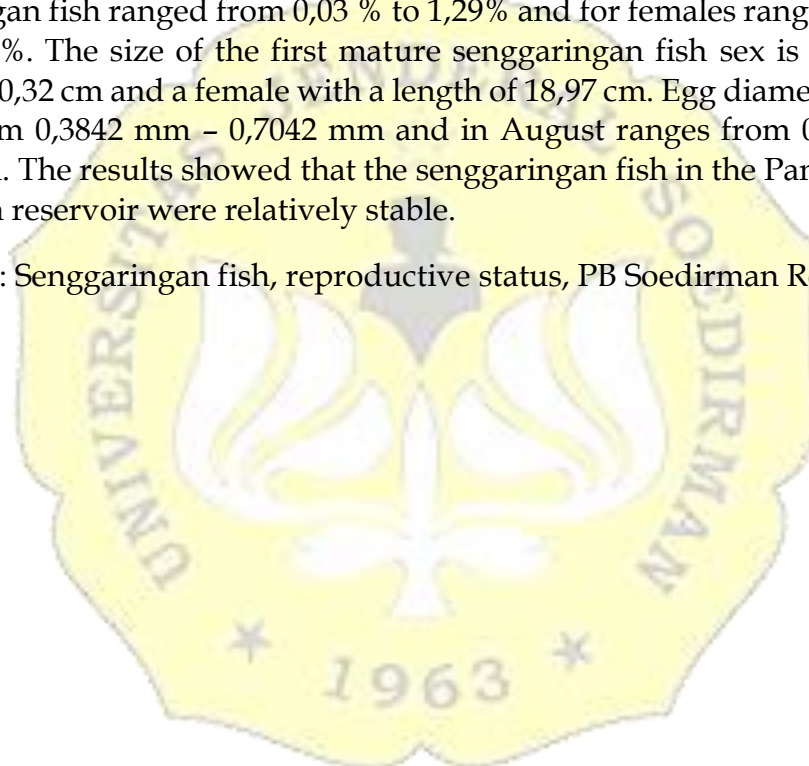 gan fish ranged from 0,03 % to 1,29% and for females rang
%. The size of the first mature senggaringan fish sex is
0,32 cm and a female with a length of 18,97 cm. Egg diame
m 0,3842 mm – 0,7042 mm and in August ranges from 0
. The results showed that the senggaringan fish in the Pan
reservoir were relatively stable.
: Senggaringan fish, reproductive status, PB Soedirman R
UNIVERSITAS JENDERAL SOEDIRMAN
1963